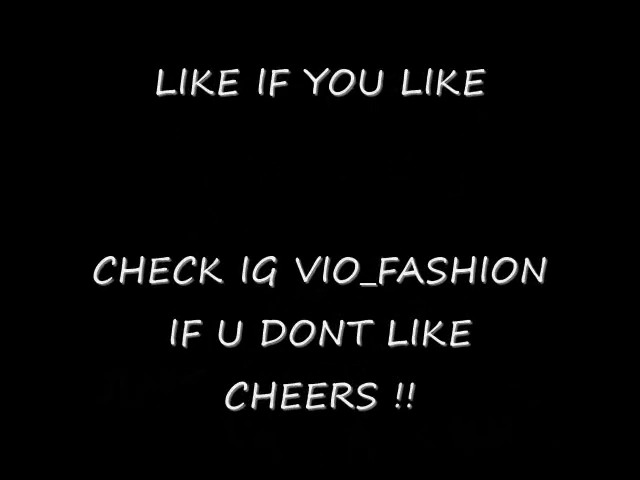 LIKE IF YOU LIKE
CHECK IG VIO_FASHION
IF U DONT LIKE
CHEERS !!